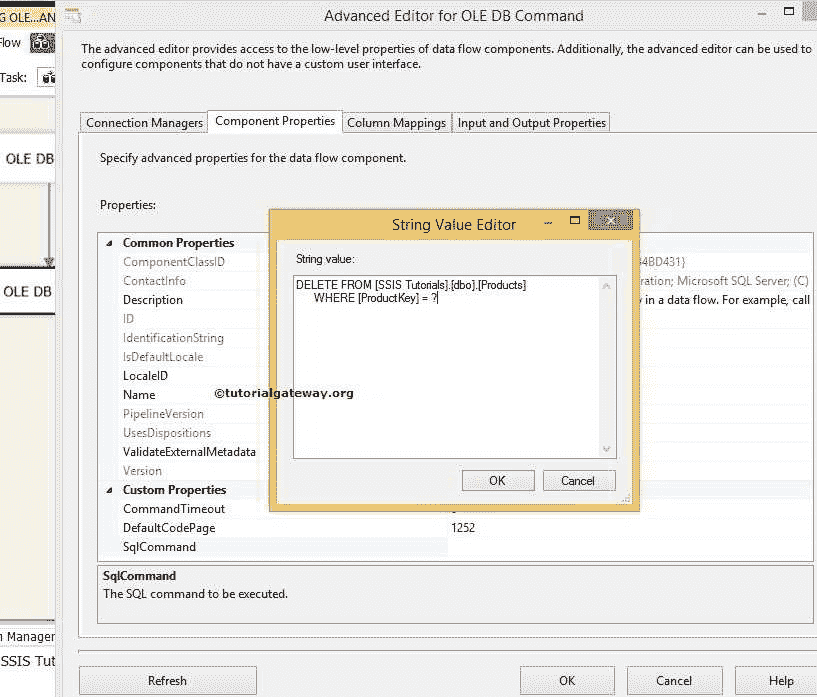 G OLE...AN
Advanced Editor for OLE DB Command
The advanced editor provides access to the low-level properties of data flow components. Additionally, the advanced editor can be used to
configure components that do not have a custom user interface.
Flow
Task:
Connection Managers
Component Properties
Column Mappings
Input and Output Properties
OLE DB
Specify advanced properties for the data flow component.
Properties:
String Value Editor
Common Properties
String value:
ComponentClassID
4BD431}
ContactInfo
ration; Microsoft SQL Server; (C)
DELETE FROM [SSIS Tutorials].[dbo].[Products]
WHERE [ProductKey] = ?
OLE DB
Description
in a data flow. For example, call
ID
IdentificationString
IsDefaultLocale
LocaleID
Name
©tutorialgateway.org
PipelineVersion
UsesDispositions
ValidateExternalMetadata
Version
OK
Cancel
Custom Properties
CommandTimeout
DefaultCodePage
1252
SqlCommand
SqlCommand
The SQL command to be executed.
n Manager
SSIS Tut
Refresh
OK
Cancel
Help